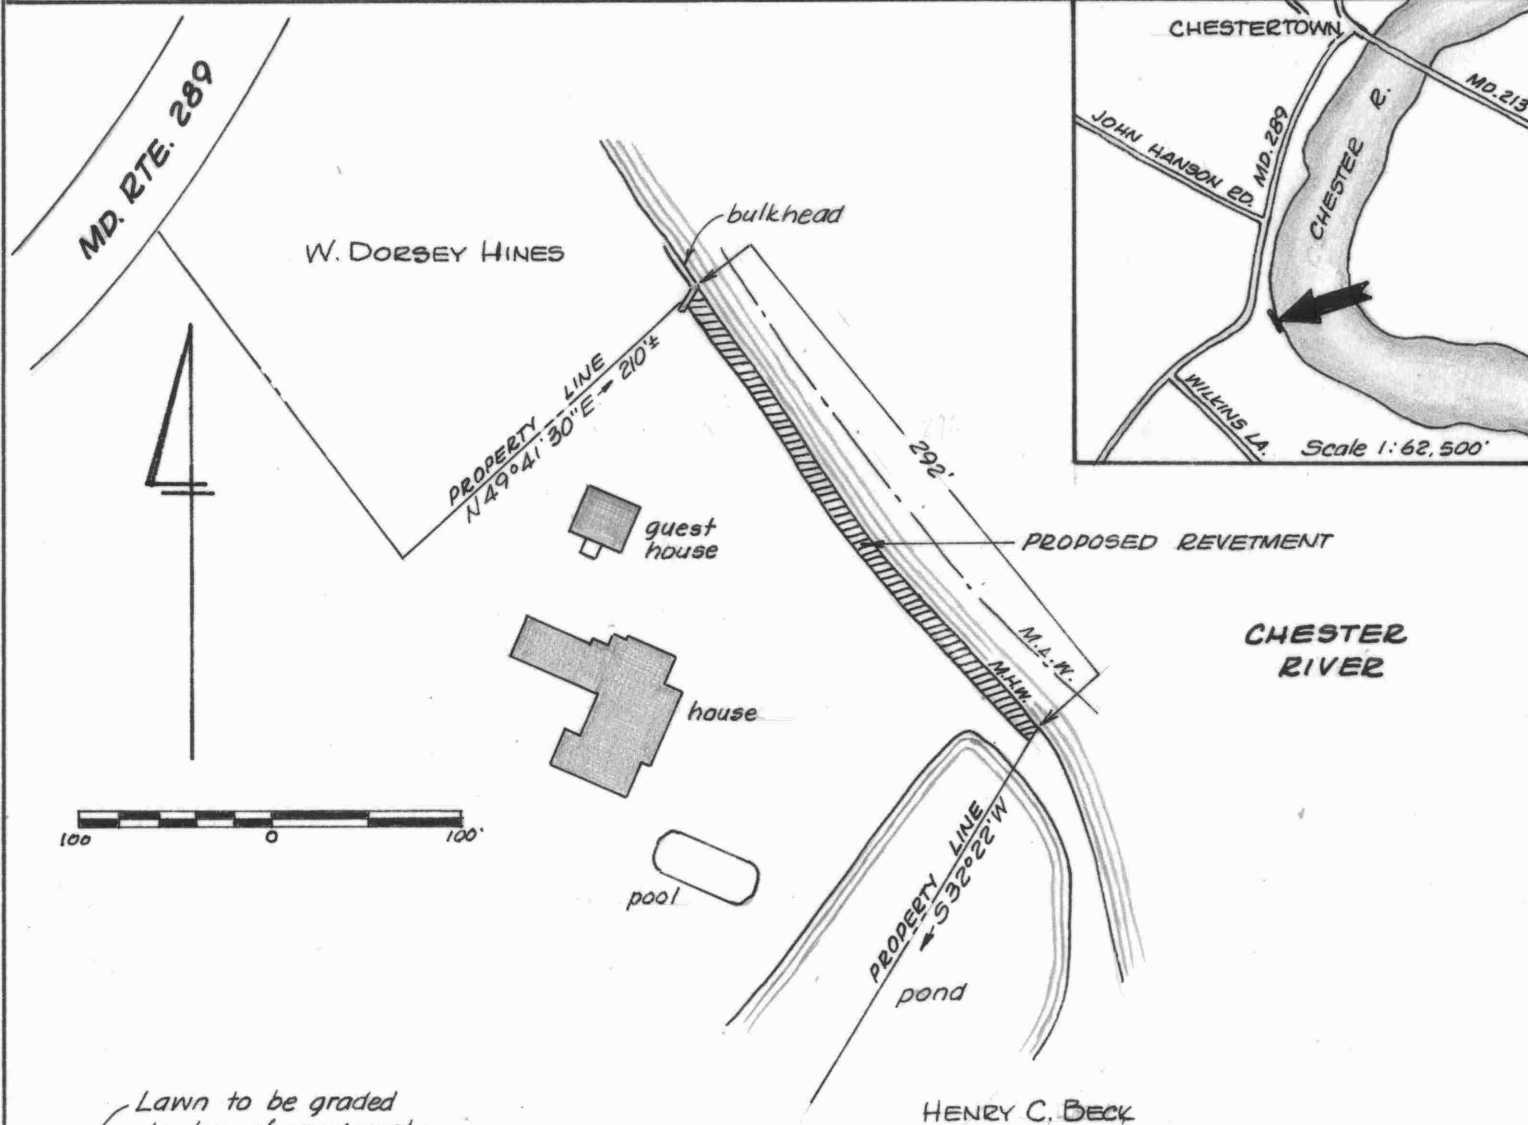 MD. RTE. 289
W. DORSEY HINES
bulkhead
PROPERTY LINE
N 49° 41' 30" E 210'±
292'
guest
house
PROPOSED REVETMENT
CHESTER
RIVER
M.L.W.
M.H.W.
house
100 0 100'
pool
PROPERTY LINE
S 32° 22' W
pond
HENRY C. BECK
Lawn to be graded
CHESTERTOWN
MD. 213
JOHN HANSON RD.
MD. 289
CHESTER R.
WILKINS LA.
Scale 1:62,500'